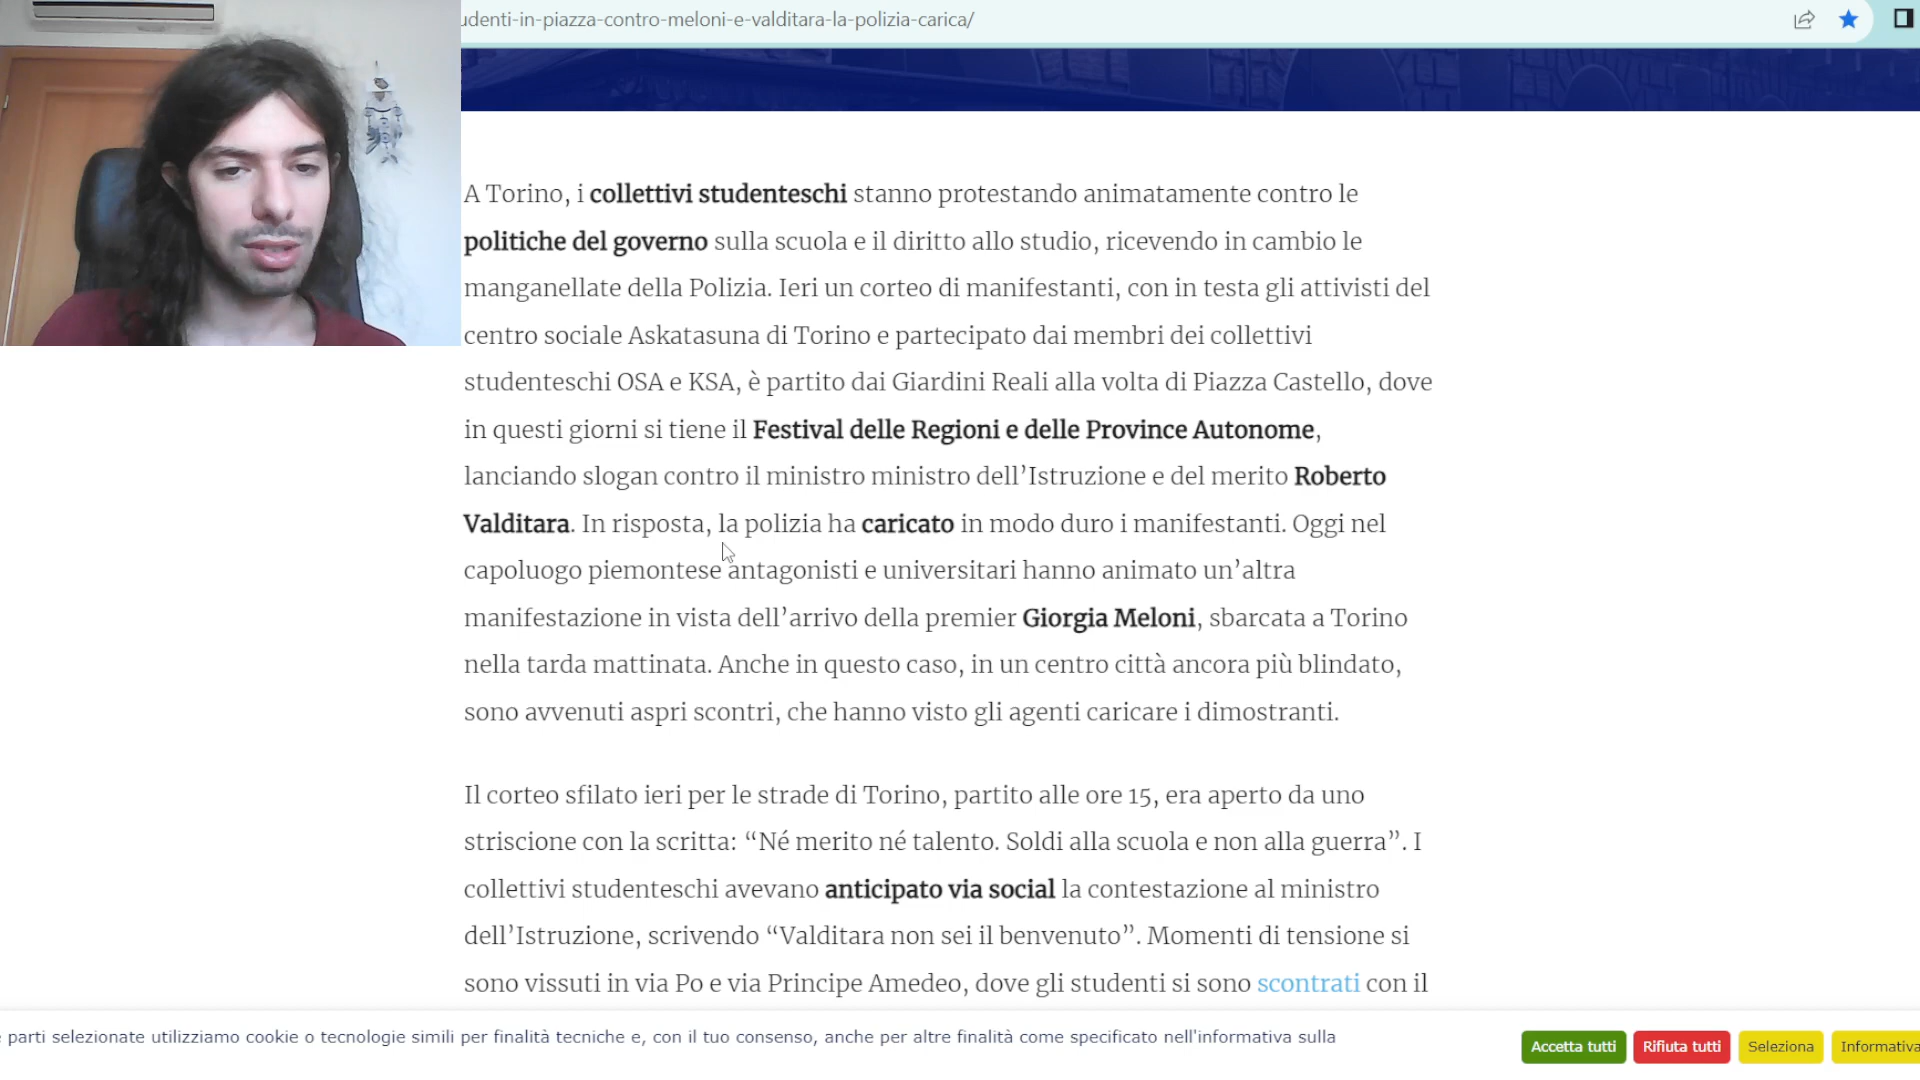 udenti-in-piazza-contro-meloni-e-valditara-la-polizia-carica/
A Torino, i collettivi studenteschi stanno protestando animatamente contro le
politiche del governo sulla scuola e il diritto allo studio, ricevendo in cambio le
manganellate della Polizia. Ieri un corteo di manifestanti, con in testa gli attivisti del
centro sociale Askatasuna di Torino e partecipato dai membri dei collettivi
studenteschi OSA e KSA, è partito dai Giardini Reali alla volta di Piazza Castello, dove
in questi giorni si tiene il Festival delle Regioni e delle Province Autonome,
lanciando slogan contro il ministro ministro dell’Istruzione e del merito Roberto
Valditara. In risposta, la polizia ha caricato in modo duro i manifestanti. Oggi nel
capoluogo piemontese antagonisti e universitari hanno animato un’altra
manifestazione in vista dell’arrivo della premier Giorgia Meloni, sbarcata a Torino
nella tarda mattinata. Anche in questo caso, in un centro città ancora più blindato,
sono avvenuti aspri scontri, che hanno visto gli agenti caricare i dimostranti.
Il corteo sfilato ieri per le strade di Torino, partito alle ore 15, era aperto da uno
striscione con la scritta: “Né merito né talento. Soldi alla scuola e non alla guerra”. I
collettivi studenteschi avevano anticipato via social la contestazione al ministro
dell’Istruzione, scrivendo “Valditara non sei il benvenuto”. Momenti di tensione si
sono vissuti in via Po e via Principe Amedeo, dove gli studenti si sono scontrati con il
parti selezionate utilizziamo cookie o tecnologie simili per finalità tecniche e, con il tuo consenso, anche per altre finalità come specificato nell'informativa sulla
Accetta tutti Rifiuta tutti Seleziona Informativa